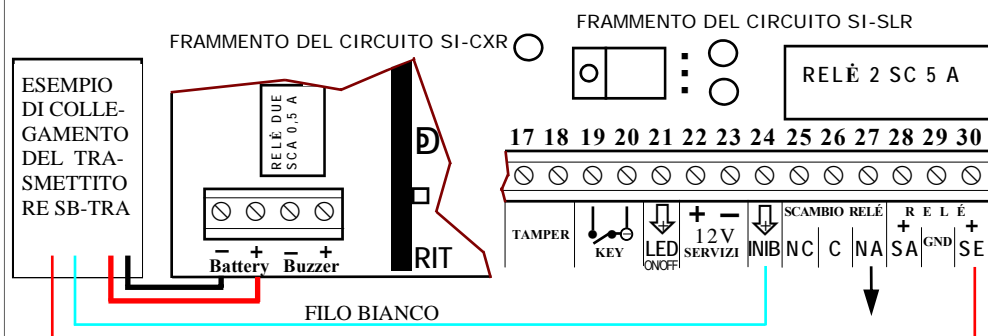 FRAMMENTO DEL CIRCUITO SI-CXR
FRAMMENTO DEL CIRCUITO SI-SLR
ESEMPIO
DI COLLE-
GAMENTO
DEL TRA-
SMETTITO
RE SB-TRA
RELÉ DUE
SCA 0,5 A
D
RIT
RELÈ 2 SC 5 A
17 18 19 20 21 22 23 24 25 26 27 28 29 30
TAMPER
KEY
LED
ON/OFF
+ −
12V
SERVIZI
INIB
SCAMBIO RELÉ
NC C NA
R E L É
+ +
SA GND SE
− + − +
Battery Buzzer
FILO BIANCO